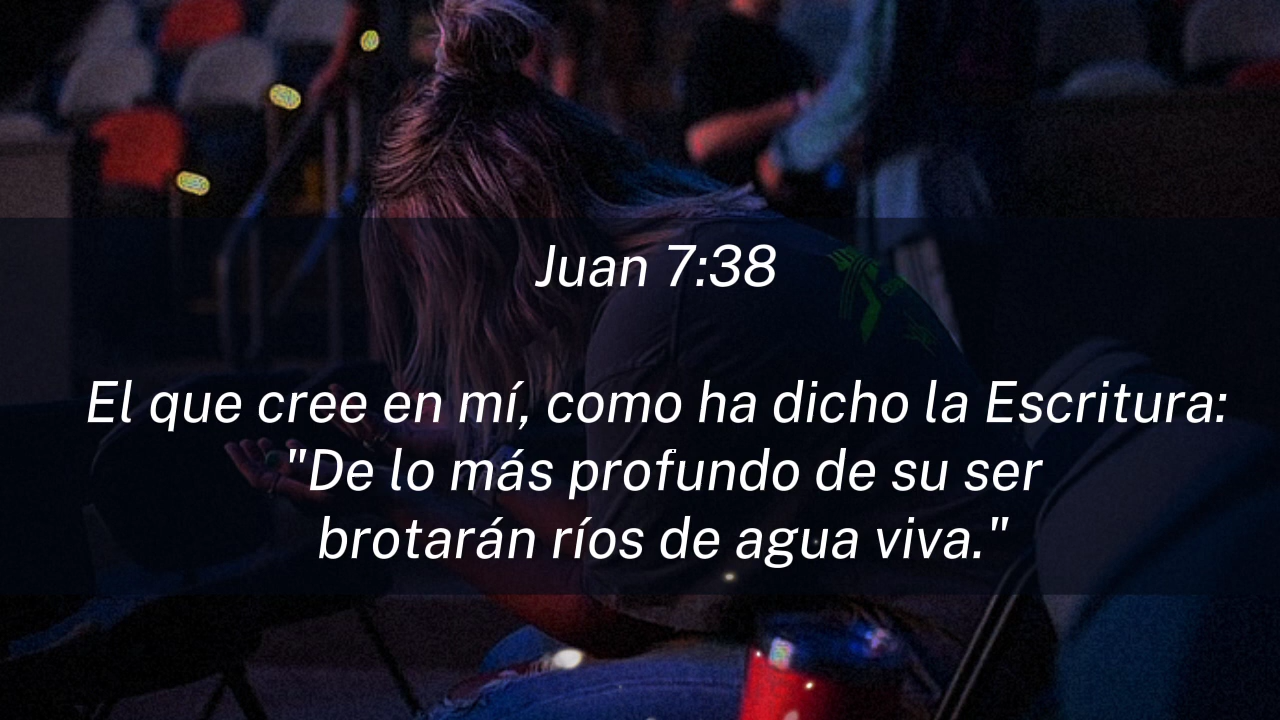 Juan 7:38
El que cree en mí, como ha dicho la Escritura:
"De lo más profundo de su ser
brotarán ríos de agua viva."